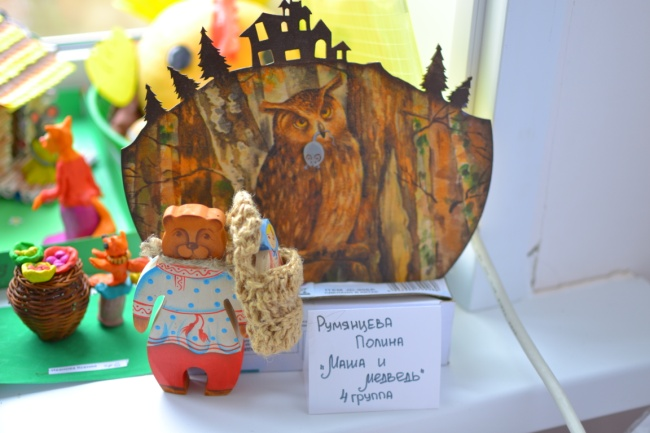 Румянцева
Полина
"Маша и
медведь"
4 группа